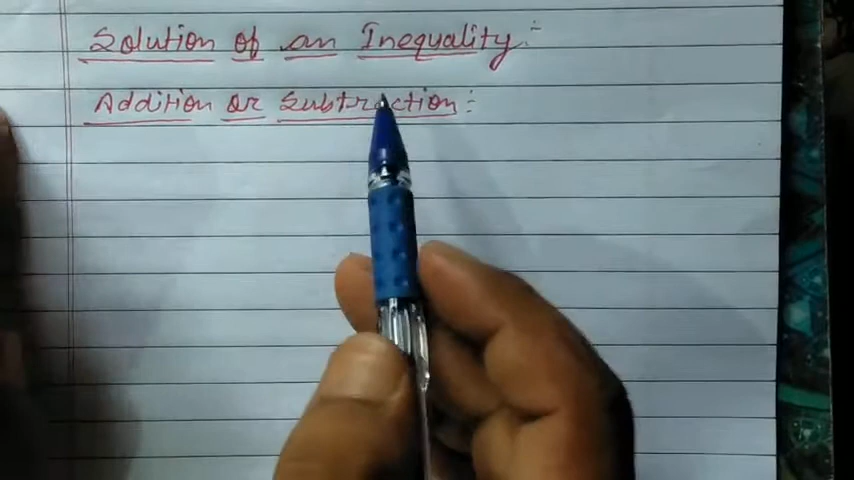 Solution of an Inequality :-
Addition or Subtraction :-